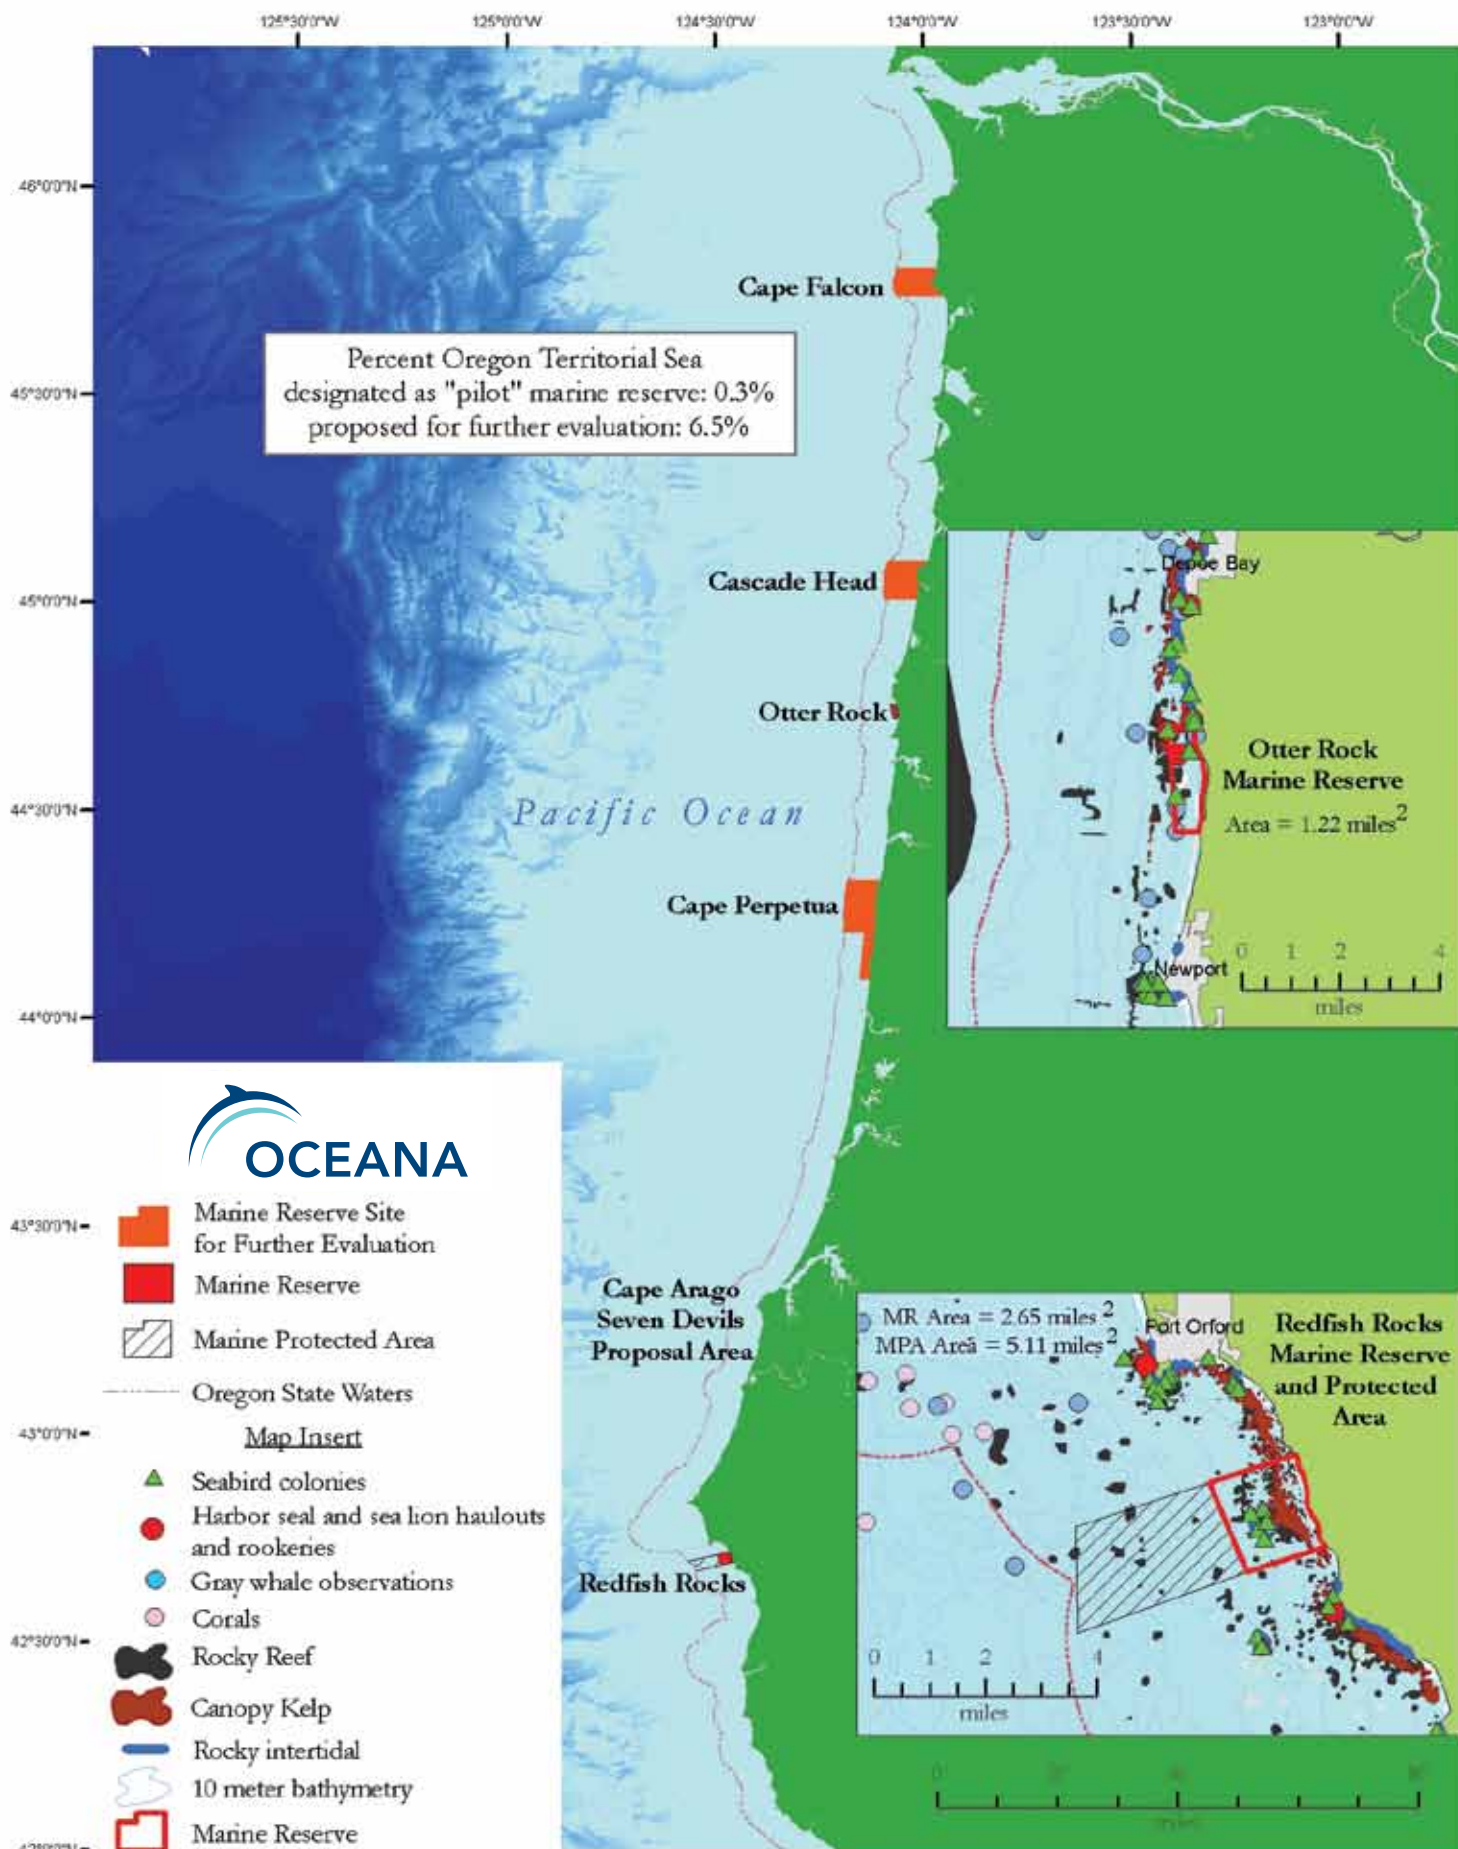 125°30'0"W
125°0'0"W
124°30'0"W
124°0'0"W
123°30'0"W
123°0'0"W
46°0'0"N
45°30'0"N
45°0'0"N
44°30'0"N
44°0'0"N
43°30'0"N
43°0'0"N
42°30'0"N
Cape Falcon
Percent Oregon Territorial Sea
designated as "pilot" marine reserve: 0.3%
proposed for further evaluation: 6.5%
Cascade Head
Otter Rock
Pacific Ocean
Cape Perpetua
Cape Arago
Seven Devils
Proposal Area
Redfish Rocks
Depoe Bay
Otter Rock
Marine Reserve
Area = 1.22 miles²
Newport
0 1 2 4
miles
MR Area = 2.65 miles ²
MPA Area = 5.11 miles²
Port Orford
Redfish Rocks
Marine Reserve
and Protected
Area
0 1 2 4
miles
OCEANA
Marine Reserve Site
for Further Evaluation
Marine Reserve
Marine Protected Area
Oregon State Waters
Map Insert
Seabird colonies
Harbor seal and sea lion haulouts
and rookeries
Gray whale observations
Corals
Rocky Reef
Canopy Kelp
Rocky intertidal
10 meter bathymetry
Marine Reserve